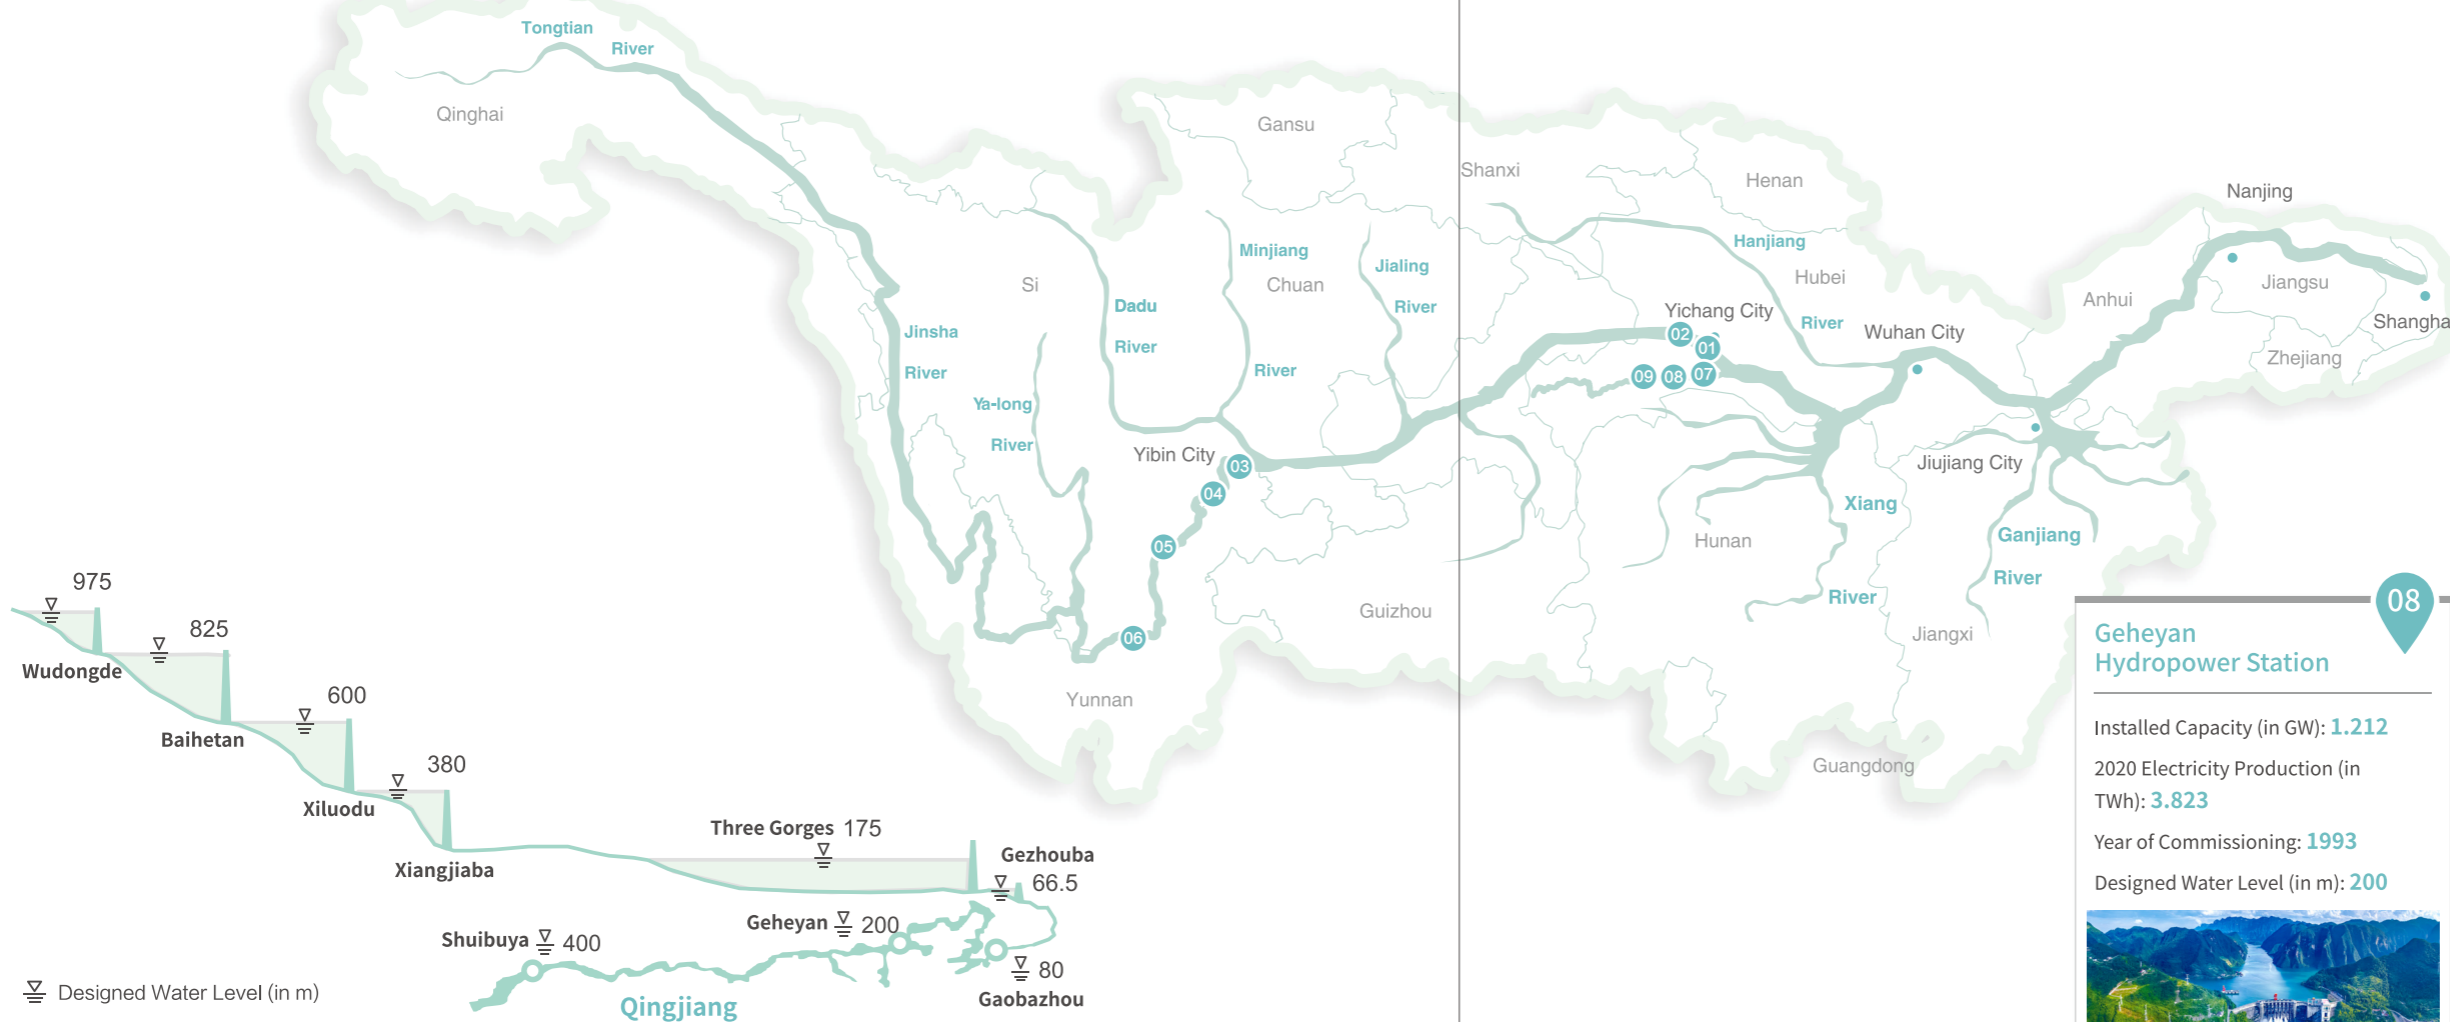 Tongtian
River
Qinghai
Gansu
Shanxi
Henan
Nanjing
Minjiang
River
Hanjiang
River
Si
Chuan
Jialing
River
Hubei
Jiangsu
Anhui
Dadu
River
Jinsha
River
Yichang City
Wuhan City
Shangha
Zhejiang
02
01
09
08
07
Ya-long
River
Yibin City
03
04
05
06
Jiujiang City
Xiang
River
Ganjiang
River
Hunan
Guizhou
Jiangxi
Yunnan
Guangdong
975
Wudongde
825
Baihetan
600
Xiluodu
380
Xiangjiaba
Three Gorges 175
Gezhouba
66.5
Geheyan 200
Shuibuya 400
80
Gaobazhou
Qingjiang
Designed Water Level (in m)
08
Geheyan
Hydropower Station
Installed Capacity (in GW): 1.212
2020 Electricity Production (in
TWh): 3.823
Year of Commissioning: 1993
Designed Water Level (in m): 200